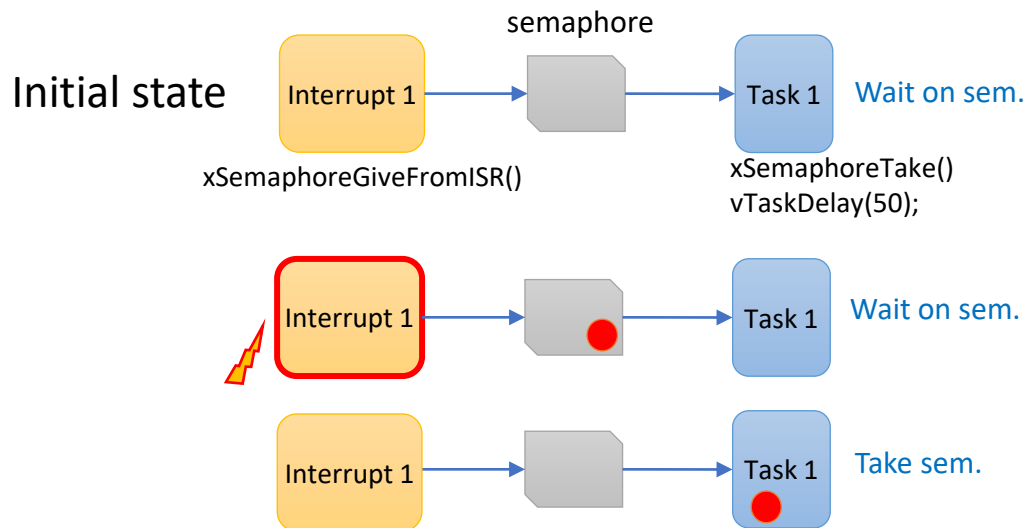 semaphore
Initial state
Interrupt 1
Task 1
Wait on sem.
xSemaphoreGiveFromISR()
xSemaphoreTake()
vTaskDelay(50);
Interrupt 1
Task 1
Wait on sem.
Interrupt 1
Task 1
Take sem.